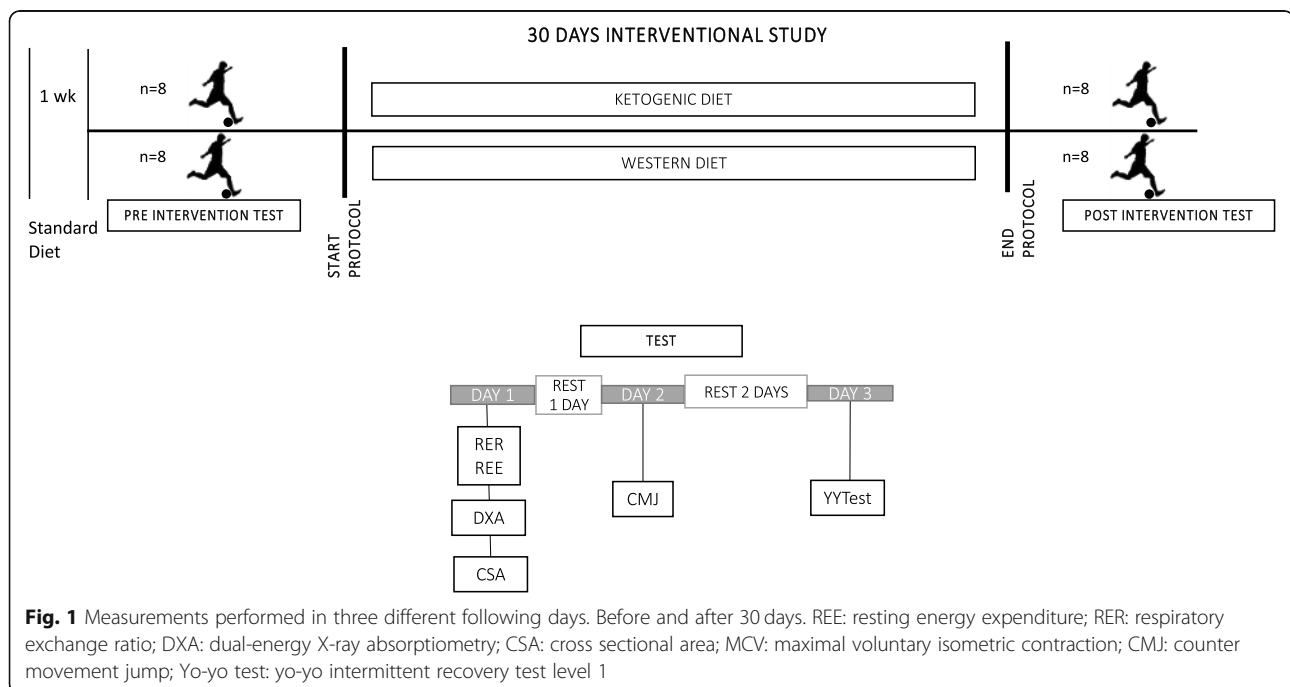 30 DAYS INTERVENTIONAL STUDY
1 wk
n=8
KETOGENIC DIET
n=8
n=8
WESTERN DIET
n=8
Standard
Diet
PRE INTERVENTION TEST
START
PROTOCOL
END
PROTOCOL
POST INTERVENTION TEST
TEST
DAY 1
REST
1 DAY
DAY 2
REST 2 DAYS
DAY 3
RER
REE
DXA
CSA
CMJ
YYTest
Fig. 1 Measurements performed in three different following days. Before and after 30 days. REE: resting energy expenditure; RER: respiratory
exchange ratio; DXA: dual-energy X-ray absorptiometry; CSA: cross sectional area; MCV: maximal voluntary isometric contraction; CMJ: counter
movement jump; Yo-yo test: yo-yo intermittent recovery test level 1